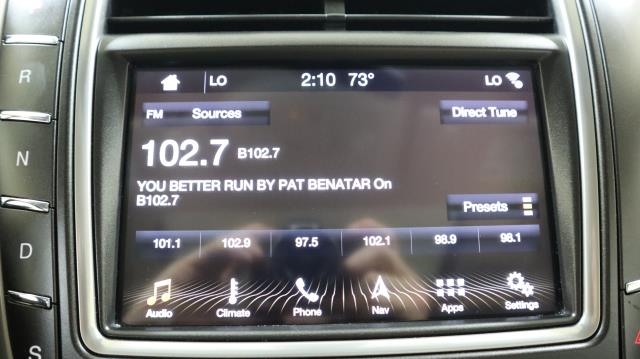 LO 2:10 73° LO
FM Sources Direct Tune
102.7 B102.7
YOU BETTER RUN BY PAT BENATAR On
B102.7
Presets
101.1 102.9 97.5 102.1 98.9 98.1
Audio Climate Phone Nav Apps Settings
R
N
D
S